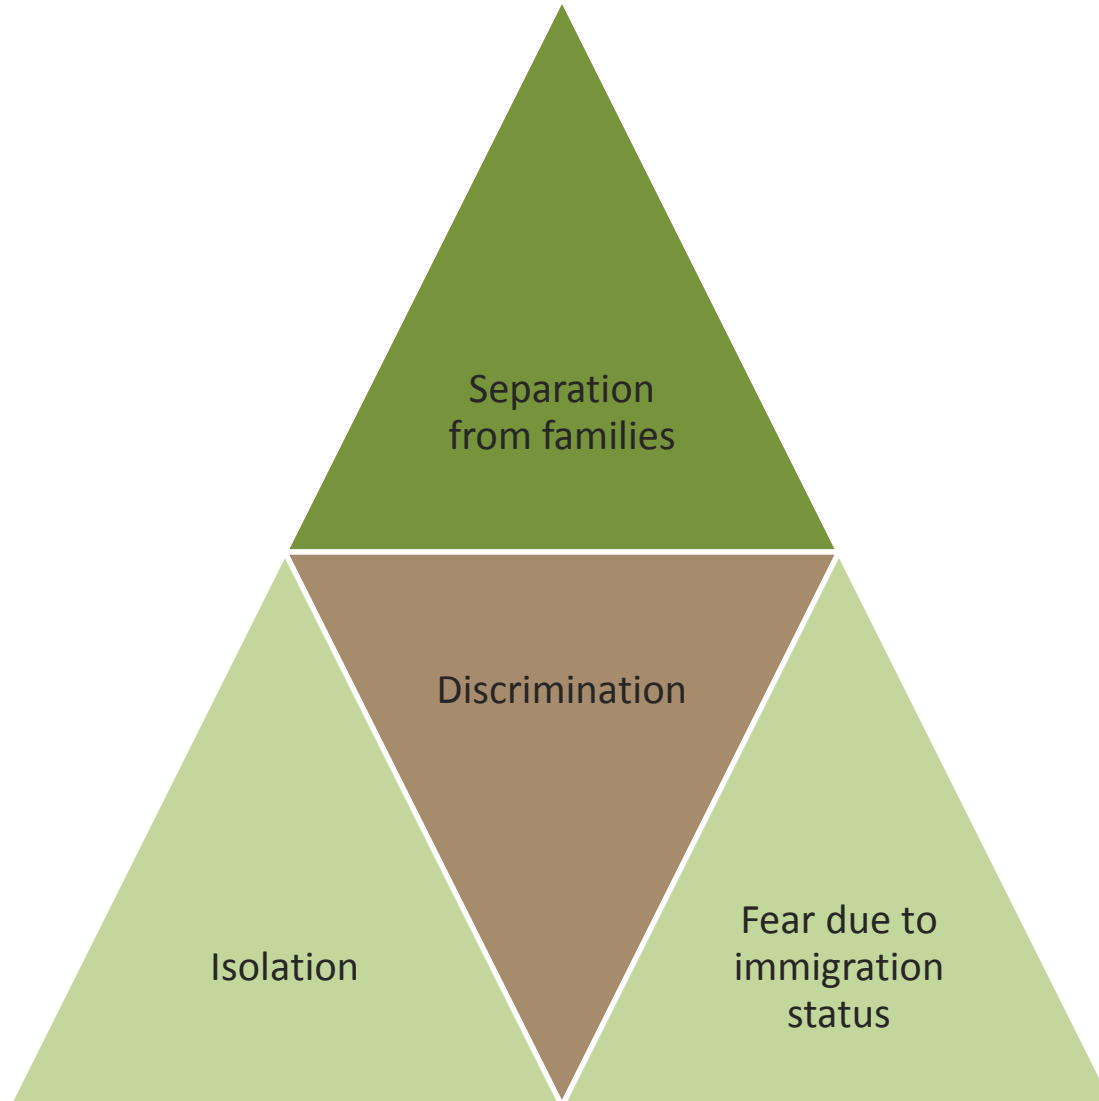 Separation
from families
Discrimination
Isolation
Fear due to
immigration
status